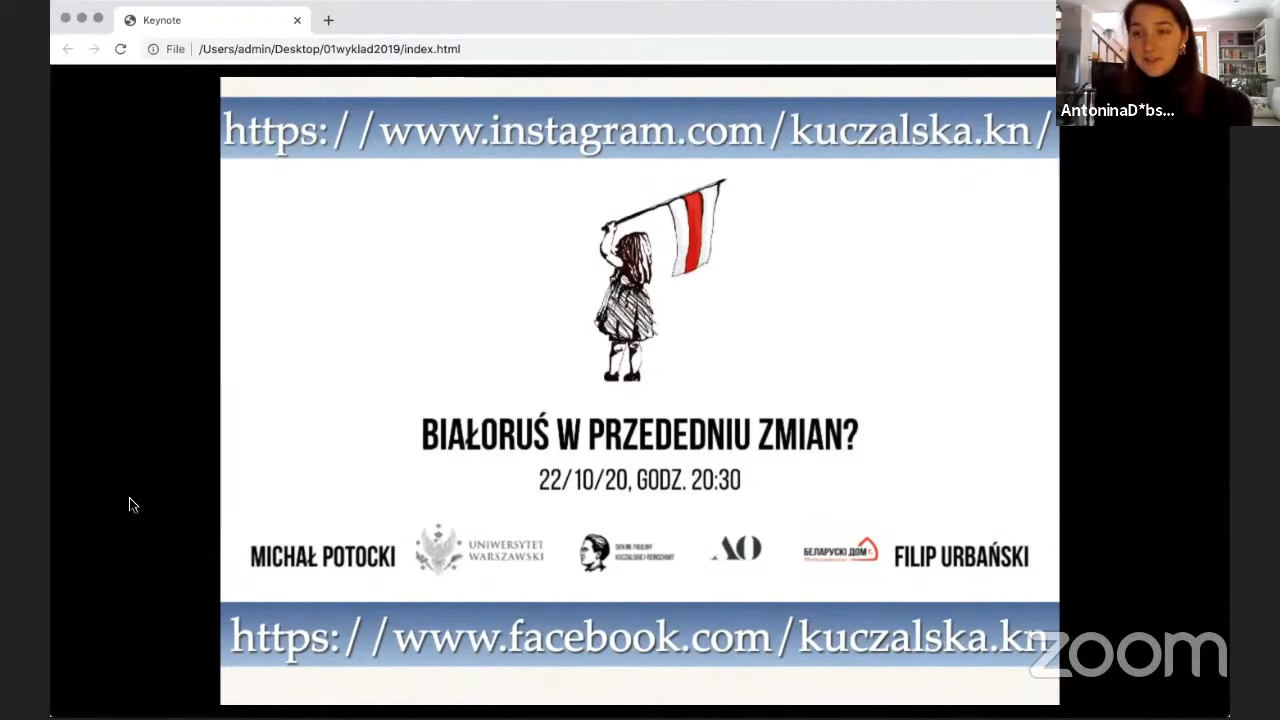 Keynote
File
/Users/admin/Desktop/01wyklad2019/index.html
AntoninaD*bs...
https://www.instagram.com/kuczalska.kn/
BIAŁORUŚ W PRZEDEDNIU ZMIAN?
22/10/20, GODZ. 20:30
MICHAŁ POTOCKI
UNIWERSYTET
WARSZAWSKI
AO
БЕЛАРУСКІ ДОМ
FILIP URBAŃSKI
https://www.facebook.com/kuczalska.kn
zoom